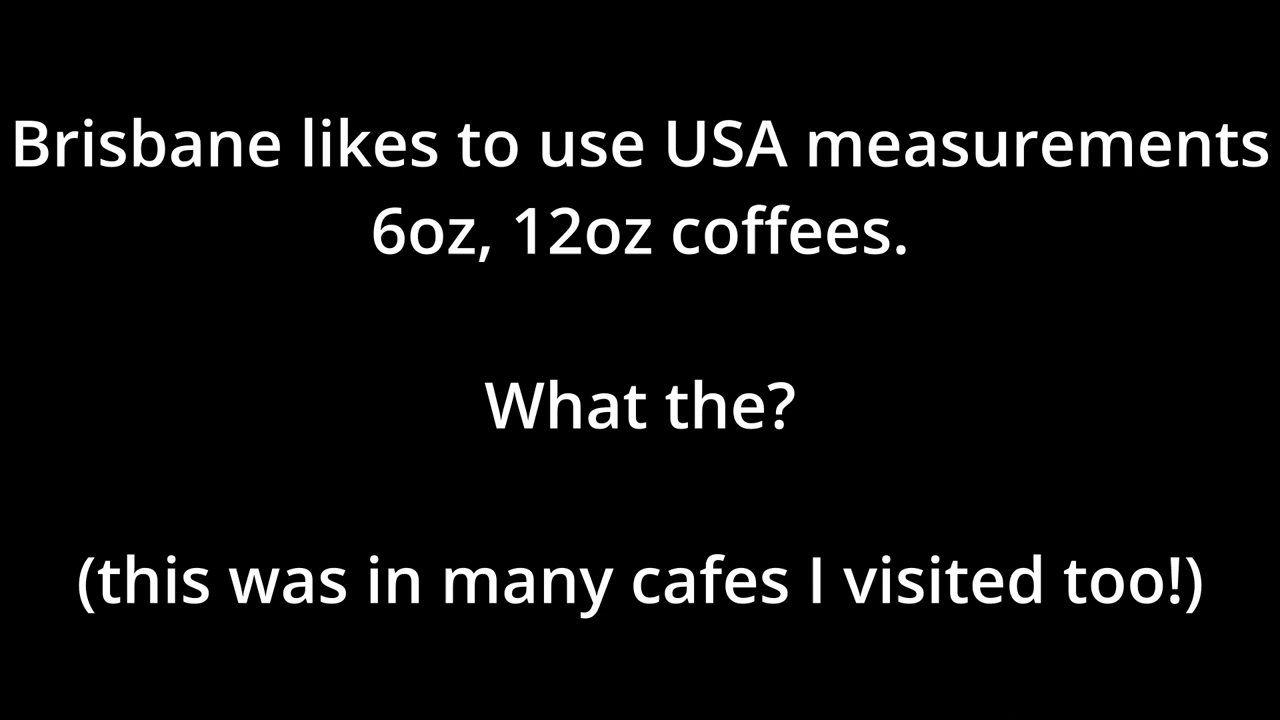 Brisbane likes to use USA measurements
6oz, 12oz coffees.
What the?
(this was in many cafes I visited too!)